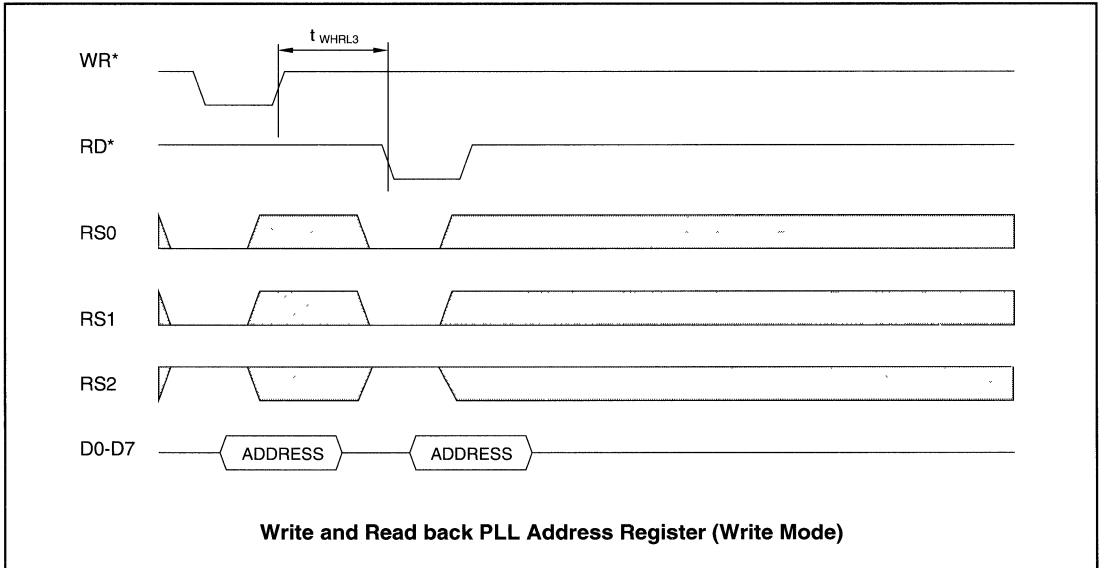 t WHRL3
WR*
RD*
RS0
RS1
RS2
D0-D7 ADDRESS ADDRESS
Write and Read back PLL Address Register (Write Mode)